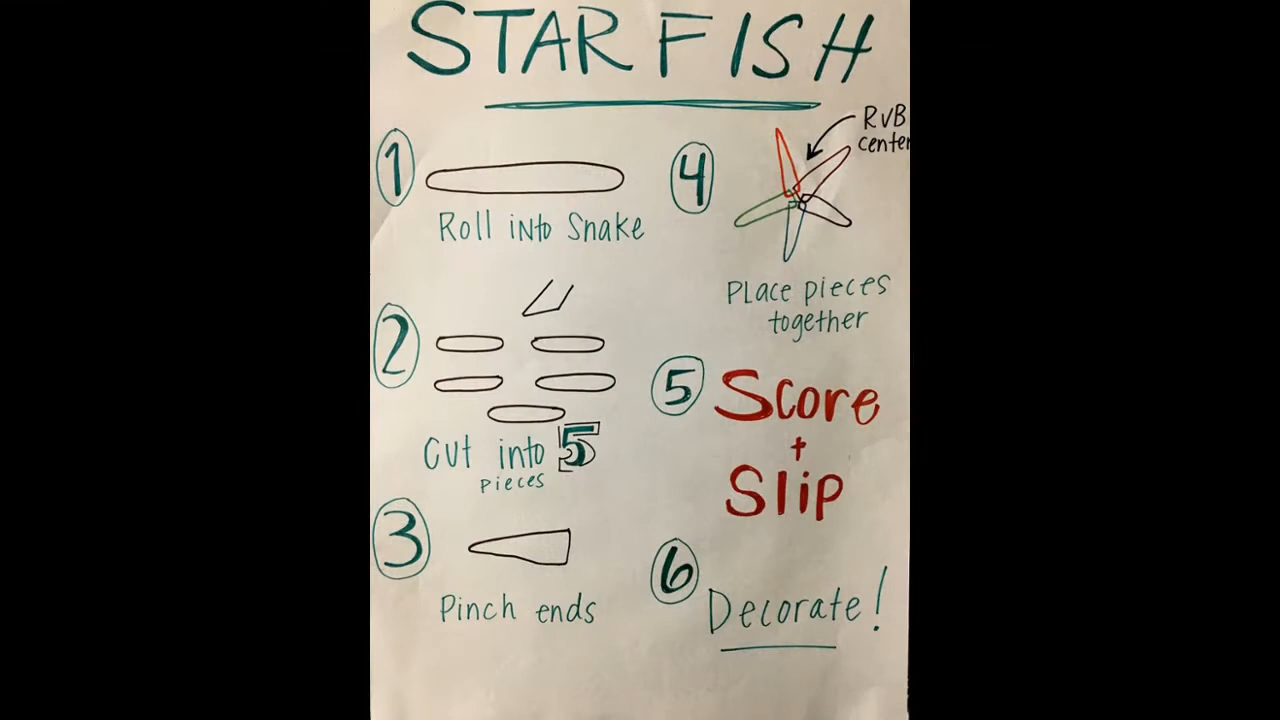 STARFISH
1
Roll iNto Snake
2
Cut into 5
pieces
3
Pinch ends
4
RvB
center
PLace pieces
together
5
Score
+
Slip
6
Decorate!